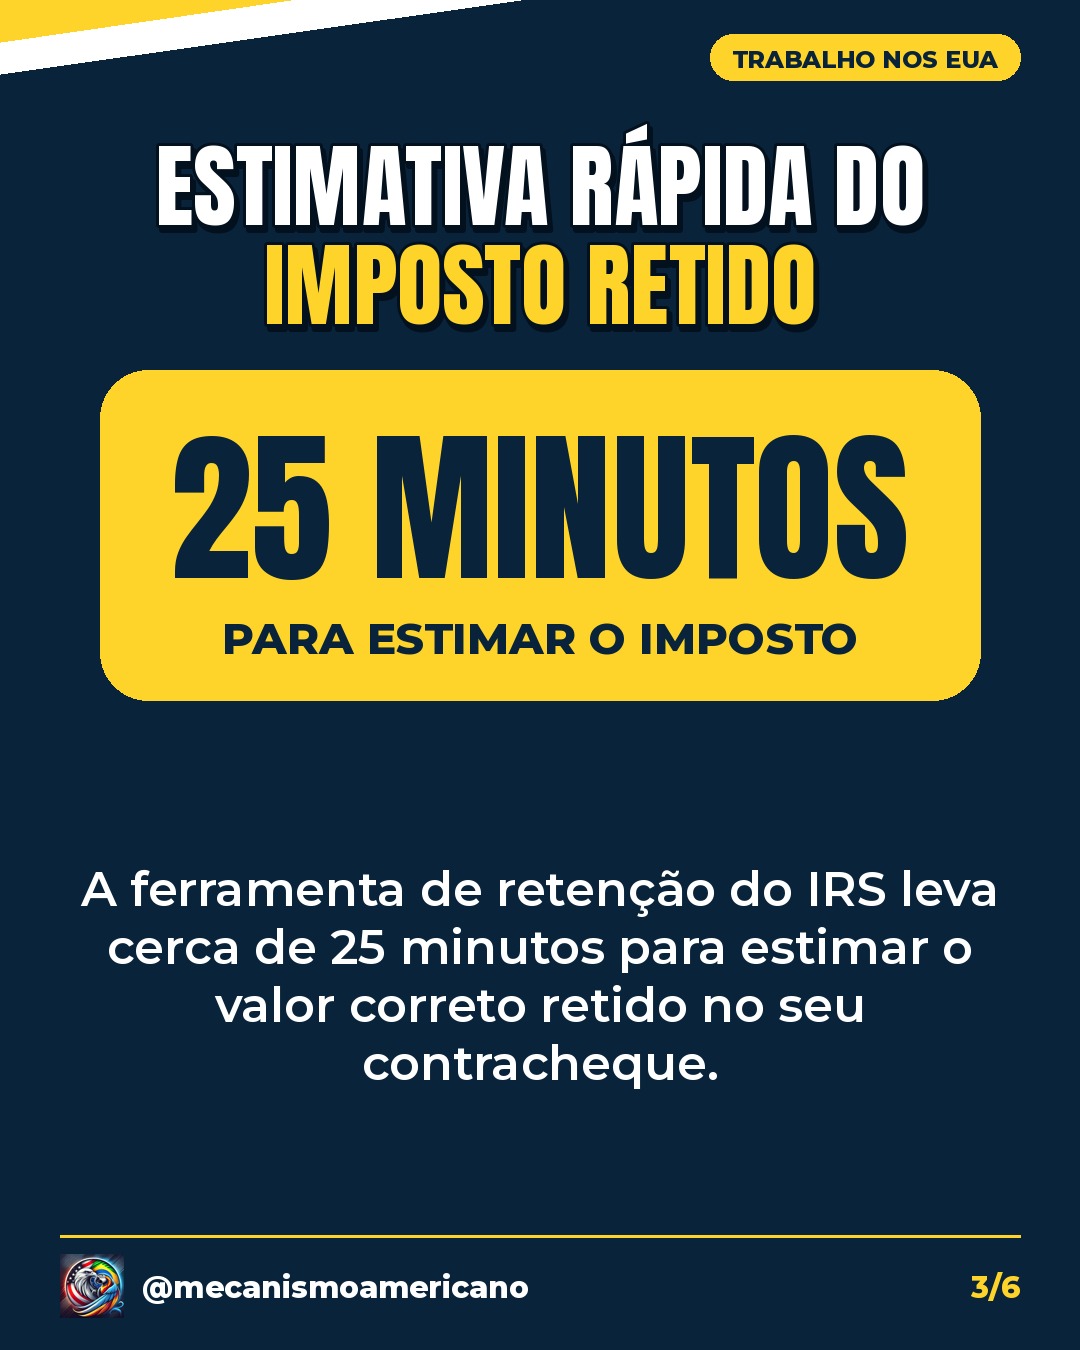 TRABALHO NOS EUA
ESTIMATIVA RÁPIDA DO
IMPOSTO RETIDO
25 MINUTOS
PARA ESTIMAR O IMPOSTO
A ferramenta de retenção do IRS leva
cerca de 25 minutos para estimar o
valor correto retido no seu
contracheque.
@mecanismoamericano
3/6